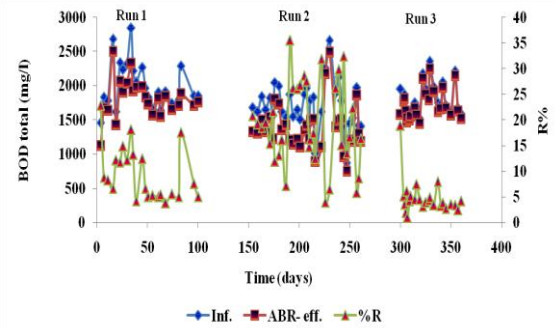 Run 1 Run 2 Run 3
3000 40
2500 35
2000 30
1500 25
1000 20
500 15
0 10
5
0
BOD total (mg/l)
R%
0 50 100 150 200 250 300 350 400
Time (days)
Inf. ABR- eff. %R